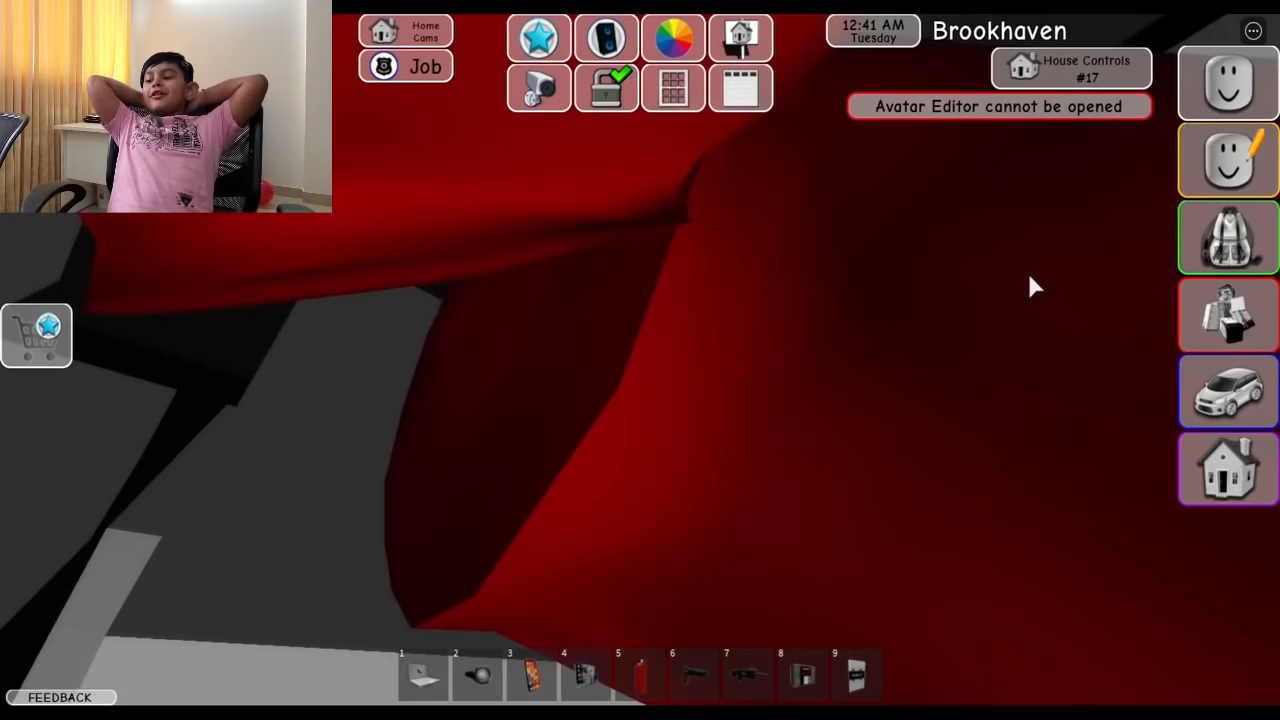 Home
Cams
Job
12:41 AM
Tuesday
Brookhaven
House Controls
#17
Avatar Editor cannot be opened
1 2 3 4 5 6 7 8 9
FEEDBACK